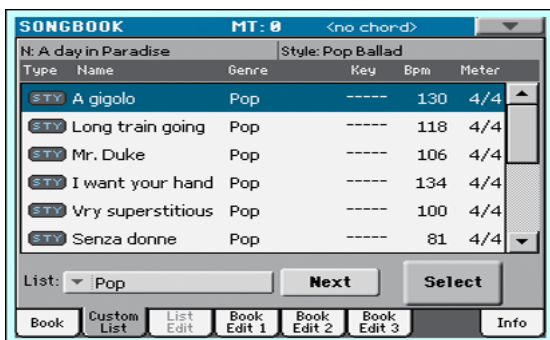 SONGBOOK MT: 0 <no chord>
N: A day in Paradise Style: Pop Ballad
Type Name Genre Key Bpm Meter
STY A gigolo Pop ----- 130 4/4
STY Long train going Pop ----- 118 4/4
STY Mr. Duke Pop ----- 106 4/4
STY I want your hand Pop ----- 134 4/4
STY Vry superstitious Pop ----- 100 4/4
STY Senza donne Pop ----- 81 4/4
List: Pop Next Select
Book Custom List List Edit Book Edit 1 Book Edit 2 Book Edit 3 Info